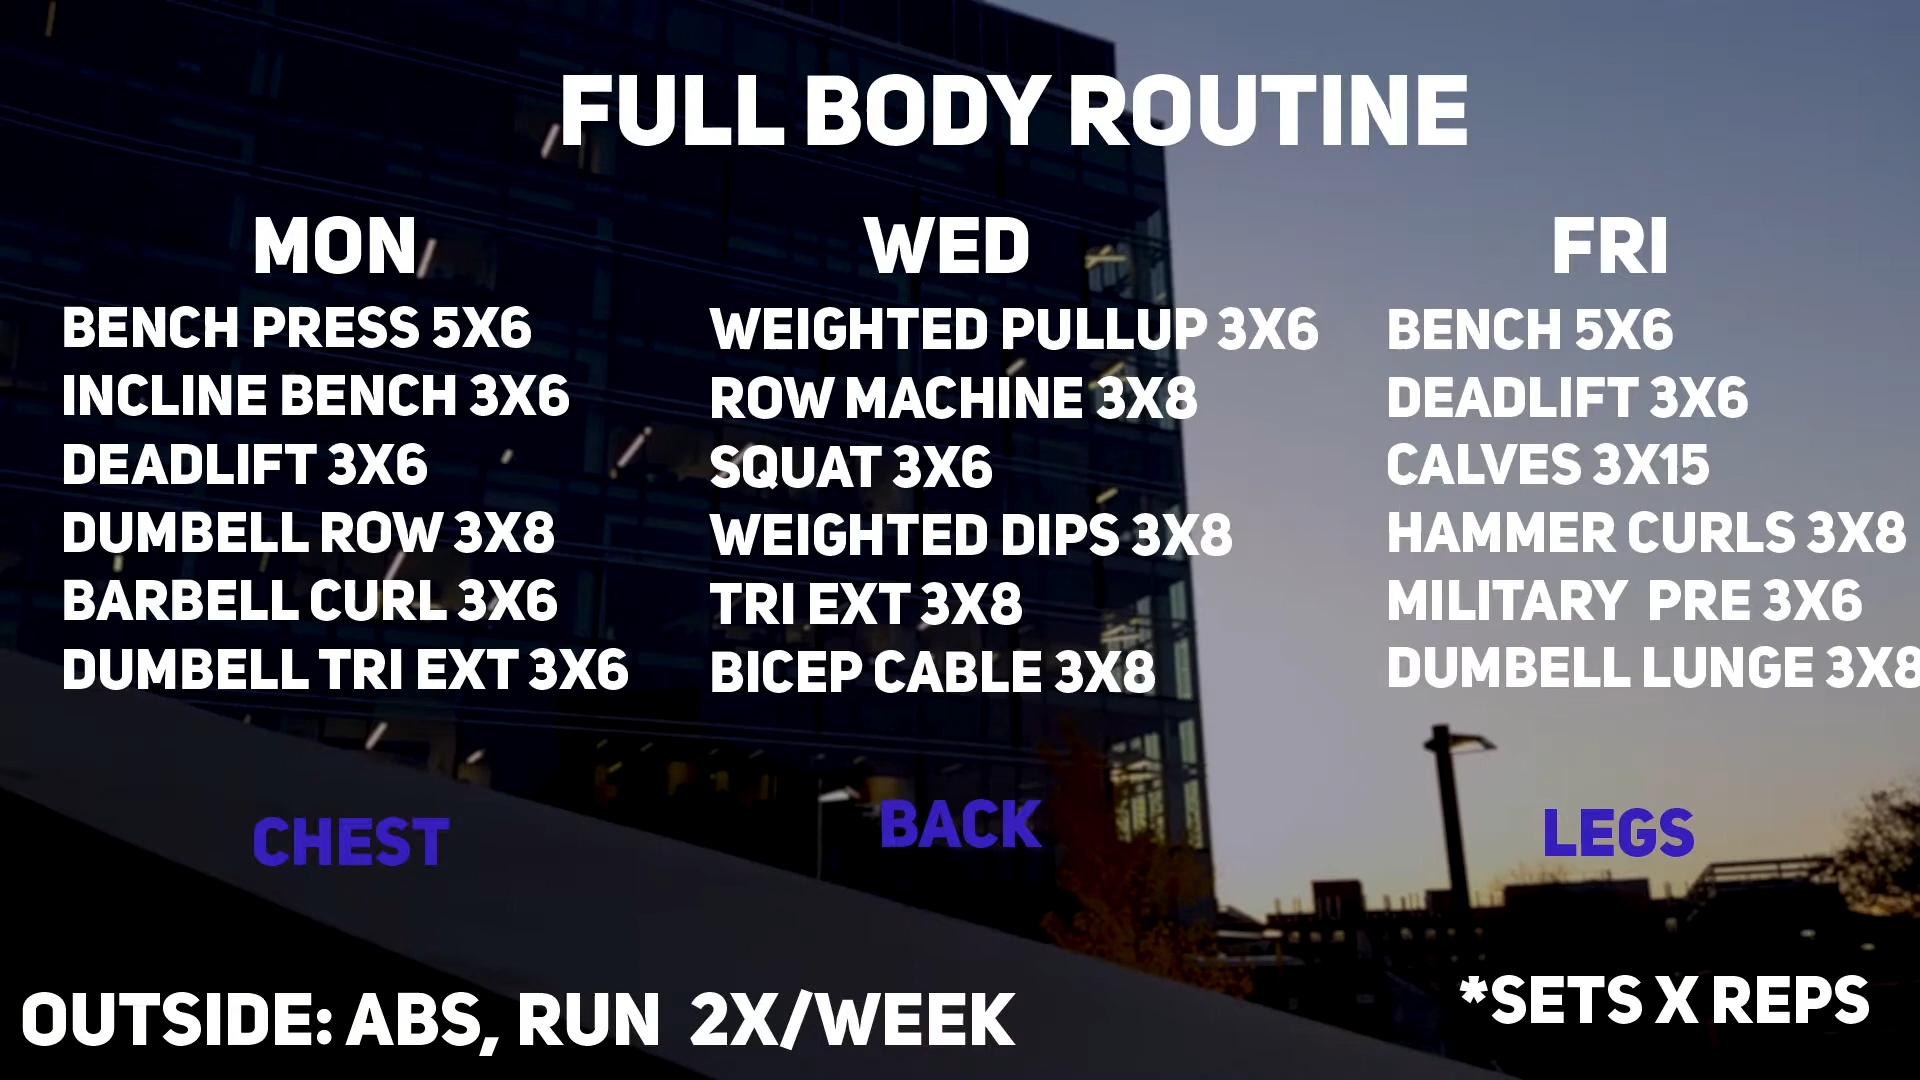 FULL BODY ROUTINE
MON
BENCH PRESS 5X6
INCLINE BENCH 3X6
DEADLIFT 3X6
DUMBELL ROW 3X8
BARBELL CURL 3X6
DUMBELL TRI EXT 3X6
CHEST
WED
WEIGHTED PULLUP 3X6
ROW MACHINE 3X8
SQUAT 3X6
WEIGHTED DIPS 3X8
TRI EXT 3X8
BICEP CABLE 3X8
BACK
FRI
BENCH 5X6
DEADLIFT 3X6
CALVES 3X15
HAMMER CURLS 3X8
MILITARY PRE 3X6
DUMBELL LUNGE 3X8
LEGS
OUTSIDE: ABS, RUN 2X/WEEK
*SETS X REPS